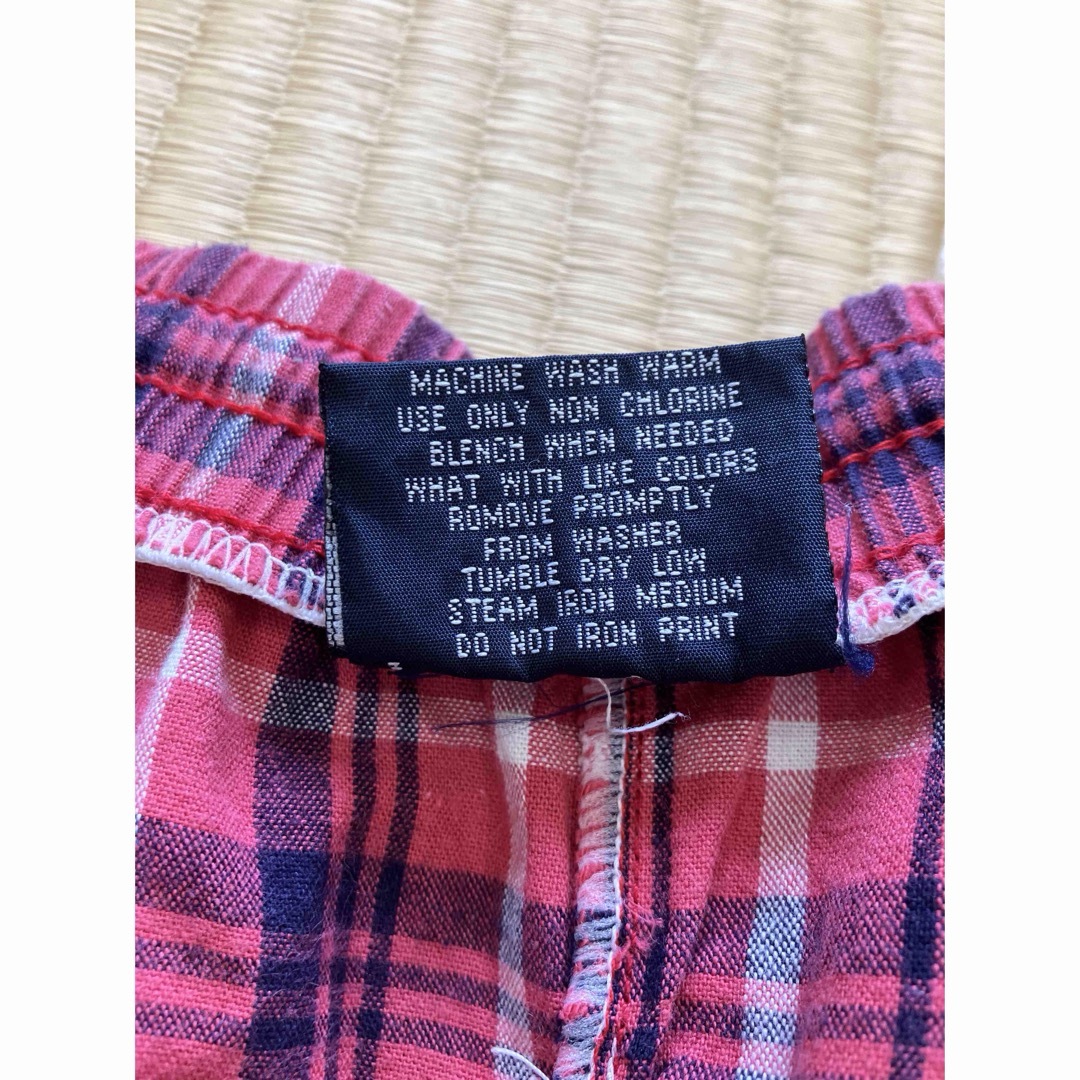 MACHINE WASH WARM
USE ONLY NON CHLORINE
BLENCH WHEN NEEDED
WHAT WITH LIKE COLORS
ROMOVE PROMPTLY
FROM WASHER
TUMBLE DRY LOW
STEAM IRON MEDIUM
DO NOT IRON PRINT
M